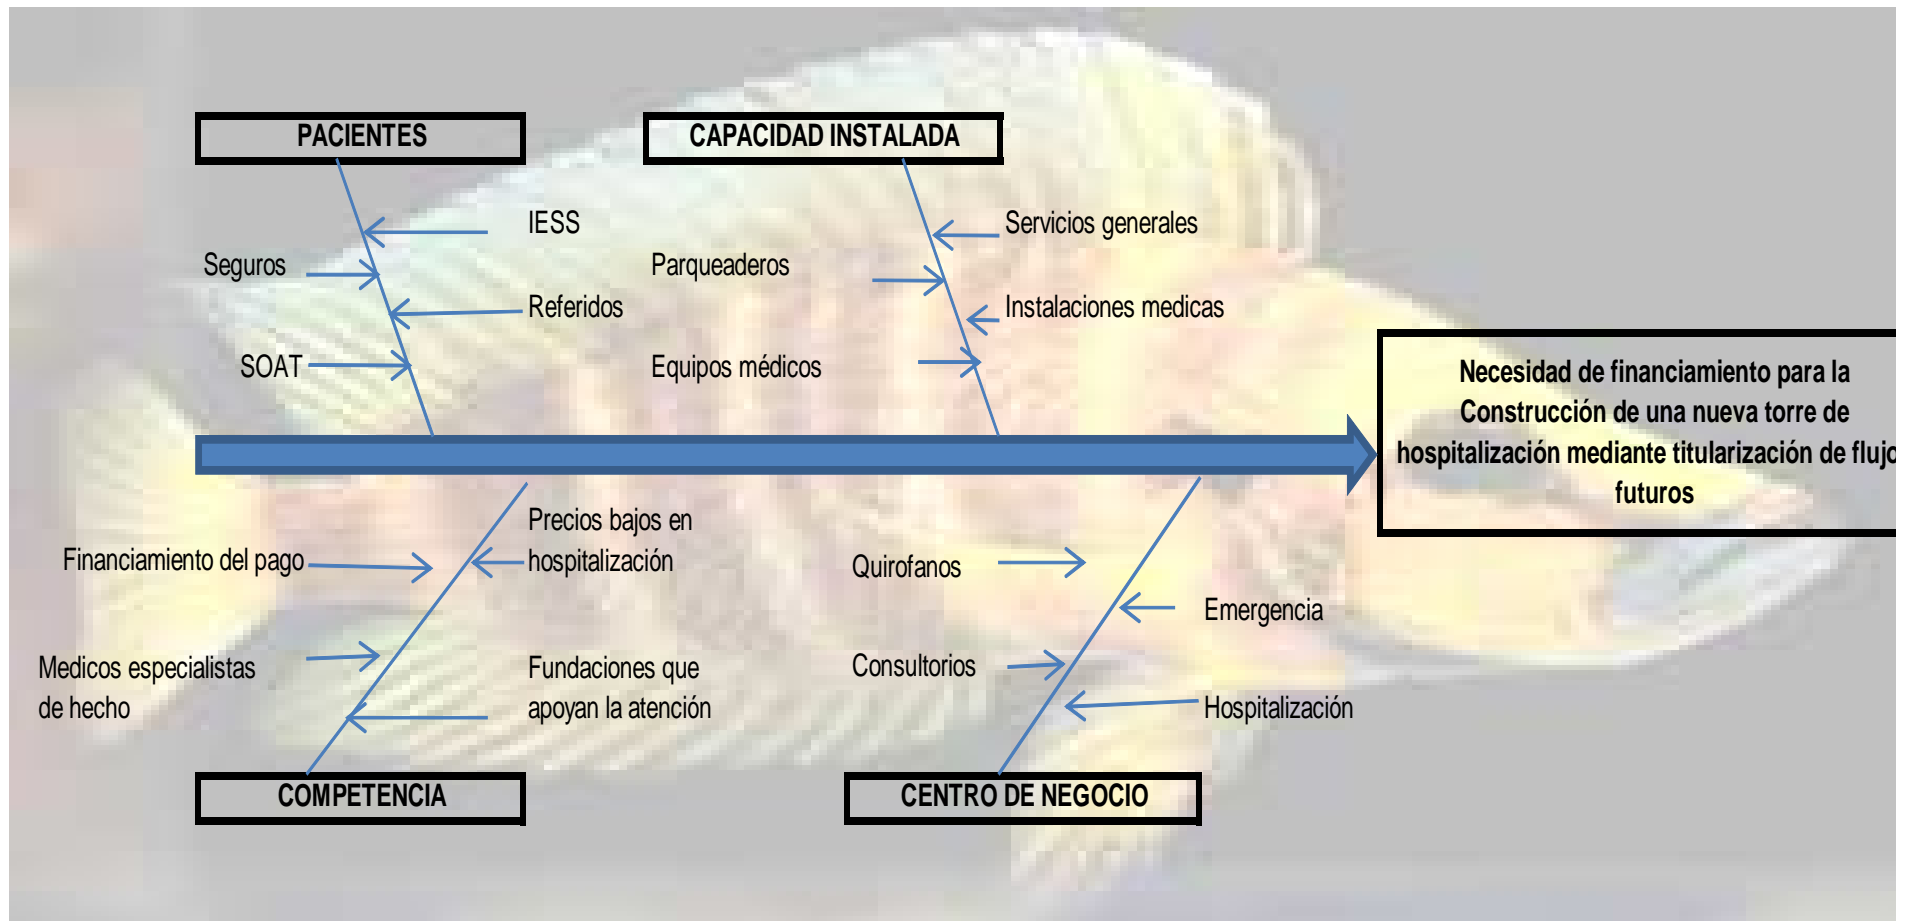 PACIENTES
CAPACIDAD INSTALADA
IESS
Seguros
Referidos
SOAT
Servicios generales
Parqueaderos
Instalaciones medicas
Equipos médicos
Necesidad de financiamiento para la
Construcción de una nueva torre de
hospitalización mediante titularización de flujo
futuros
Precios bajos en
hospitalización
Financiamiento del pago
Medicos especialistas
de hecho
Fundaciones que
apoyan la atención
Quirofanos
Emergencia
Consultorios
Hospitalización
COMPETENCIA
CENTRO DE NEGOCIO